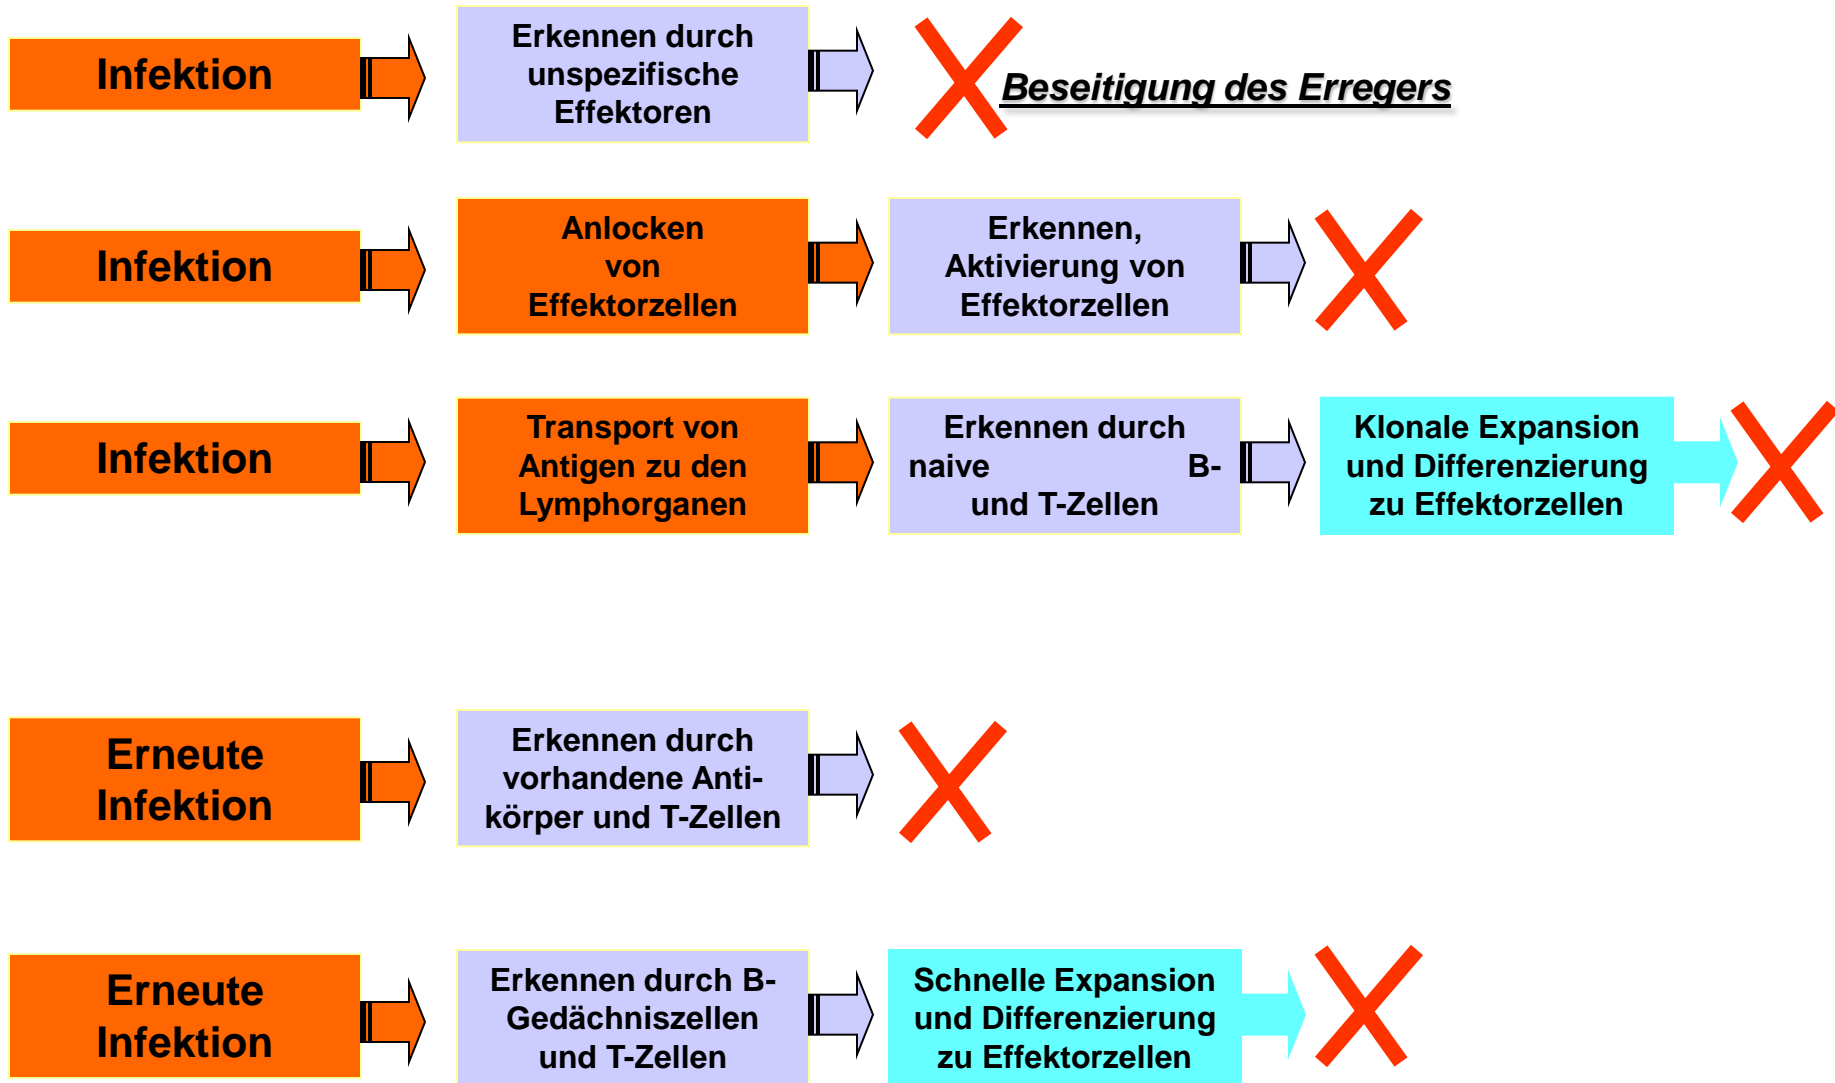 Infektion
Erkennen durch
unspezifische
Effektoren
Beseitigung des Erregers
Infektion
Anlocken
von
Effektorzellen
Erkennen,
Aktivierung von
Effektorzellen
Infektion
Transport von
Antigen zu den
Lymphorganen
Erkennen durch
naive B-
und T-Zellen
Klonale Expansion
und Differenzierung
zu Effektorzellen
Erneute
Infektion
Erkennen durch
vorhandene Anti-
körper und T-Zellen
Erneute
Infektion
Erkennen durch B-
Gedächniszellen
und T-Zellen
Schnelle Expansion
und Differenzierung
zu Effektorzellen